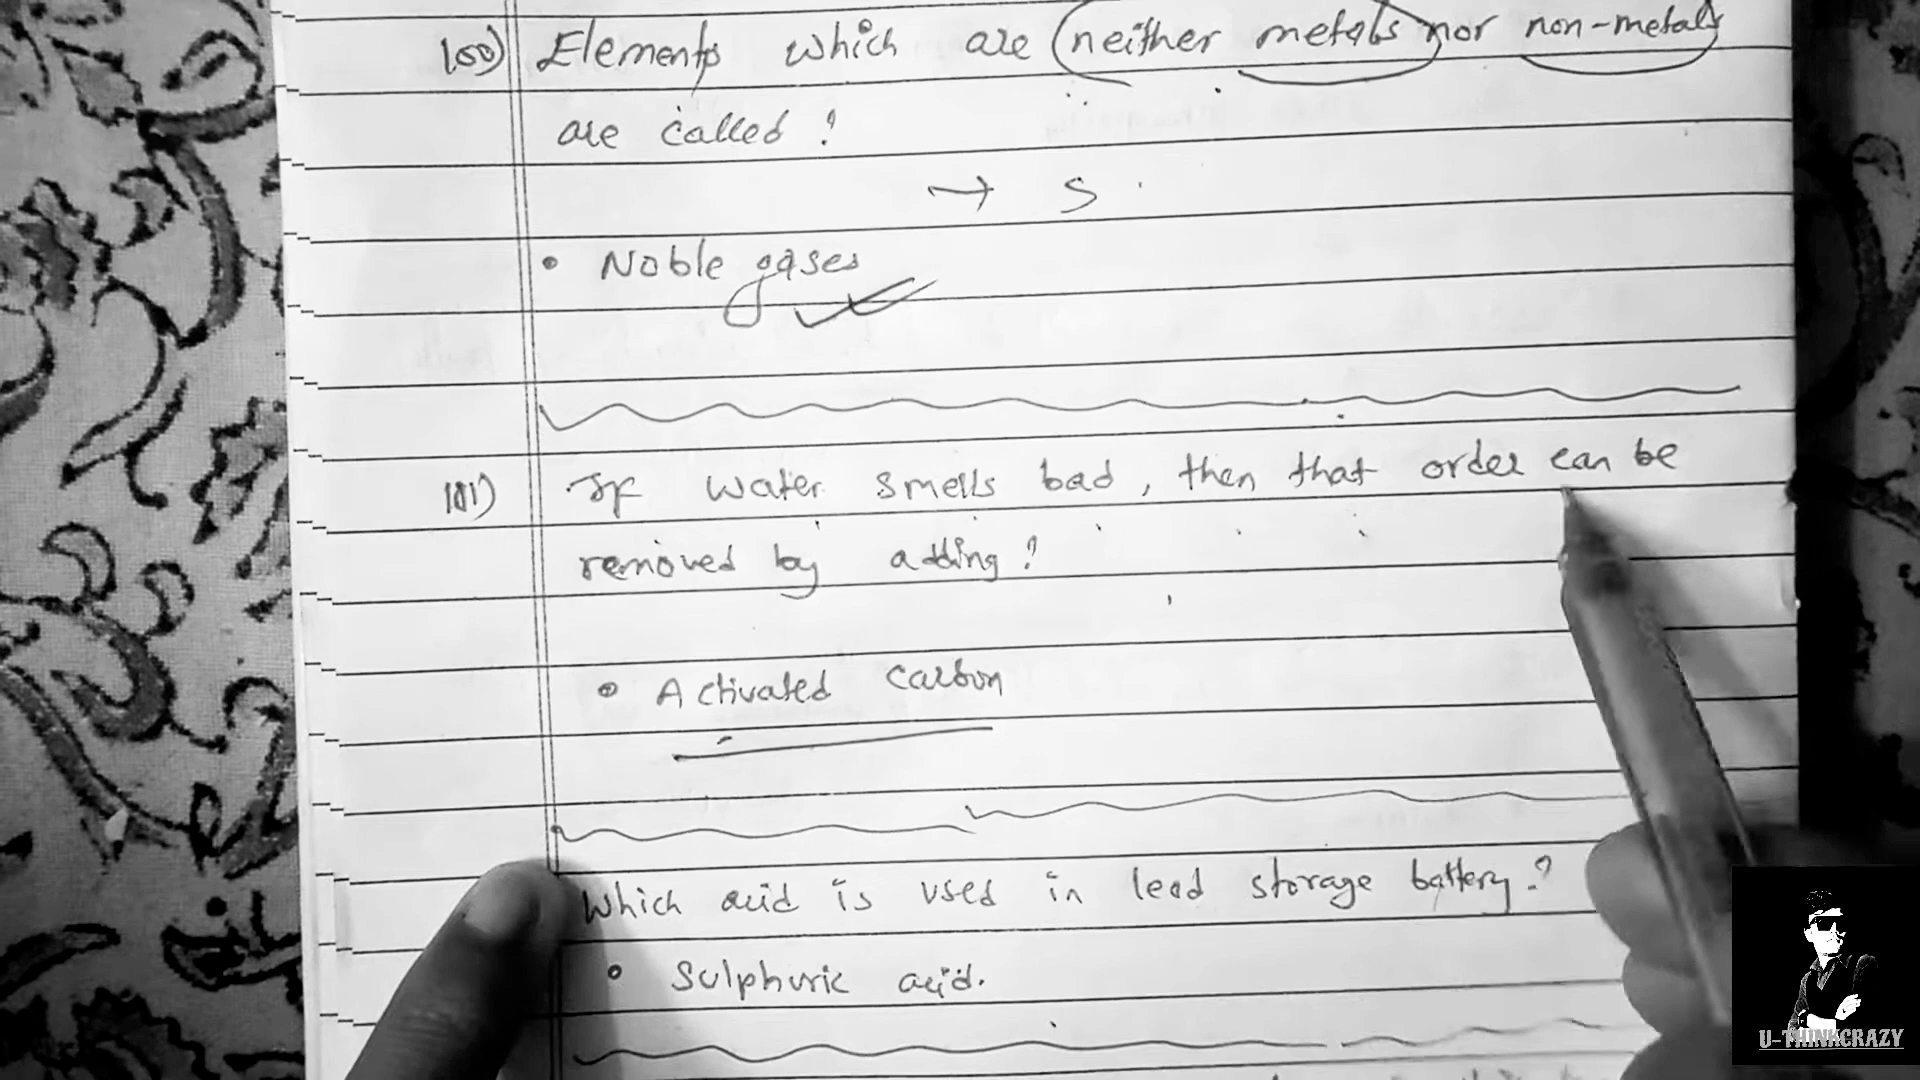 100) Elements which are neither metals nor non-metals
are called?
→ S
• Noble gases
101) If water smells bad, then that order can be
removed by adding?
• Activated carbon
Which acid is used in lead storage battery?
• Sulphuric acid.
U-THINKCRAZY